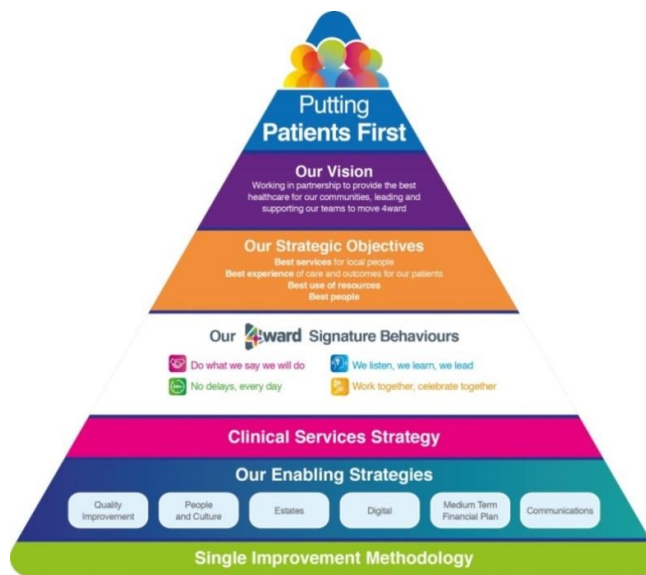 Putting
Patients First
Our Vision
Working in partnership to provide the best
healthcare for our communities, leading and
supporting our teams to move 4ward
Our Strategic Objectives
Best services for local people
Best experience of care and outcomes for our patients
Best use of resources
Best people
Our 4ward Signature Behaviours
Do what we say we will do
We listen, we learn, we lead
No delays, every day
Work together, celebrate together
Clinical Services Strategy
Our Enabling Strategies
Quality
Improvement
People
and Culture
Estates
Digital
Medium Term
Financial Plan
Communications
Single Improvement Methodology